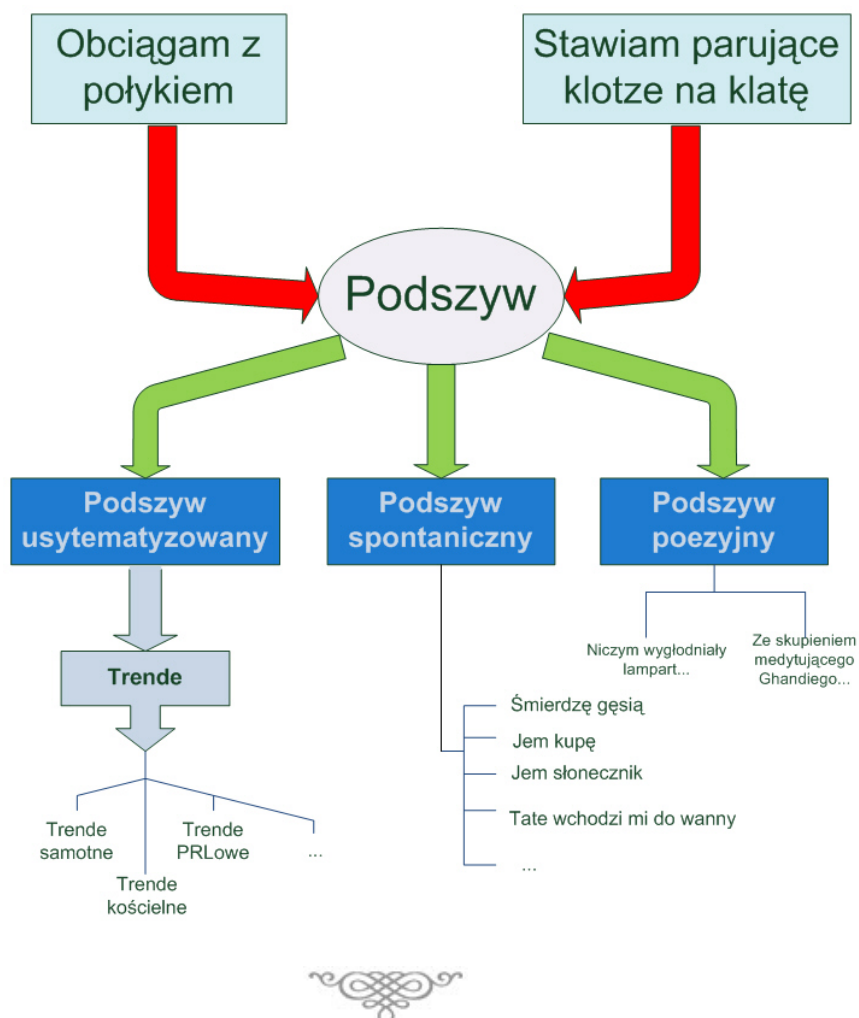 Obciągam z
połykiem
Stawiam parujące
klotze na klatę
Podszyw
Podszyw
usytematyzowany
Podszyw
spontaniczny
Podszyw
poezyjny
Trende
Trende
samotne
Trende
kościelne
Trende
PRLowe
...
Śmierdzę gęsią
Jem kupę
Jem słonecznik
Tate wchodzi mi do wanny
...
Niczym wygłodniały
lampart...
Ze skupieniem
medytującego
Ghandiego...